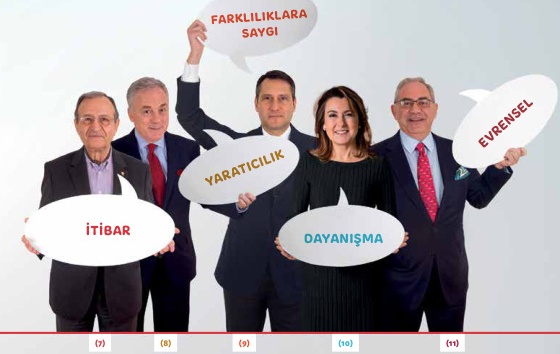 FARKLILIKLARA
SAYGI
YARATICILIK
EVRENSEL
İTİBAR
DAYANIŞMA
(7)
(8)
(9)
(10)
(11)